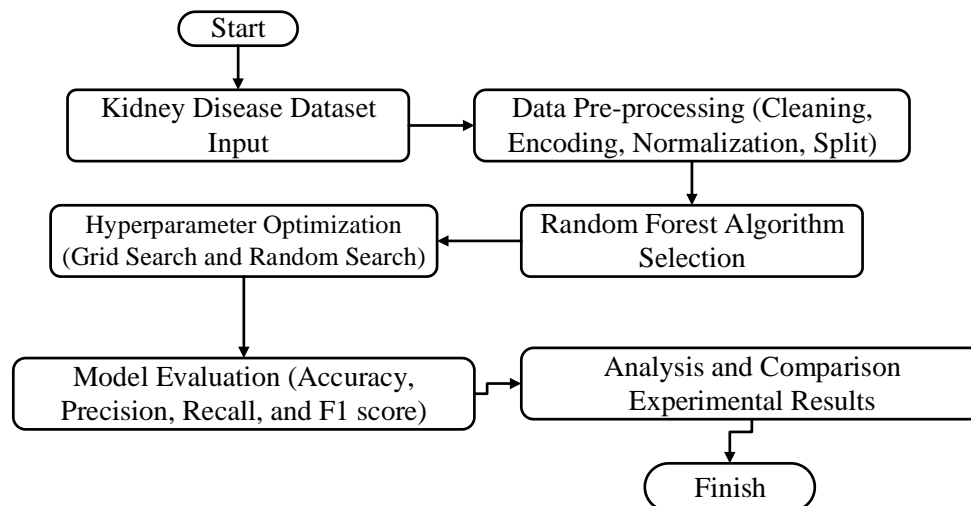 Start
Kidney Disease Dataset
Input
Data Pre-processing (Cleaning,
Encoding, Normalization, Split)
Random Forest Algorithm
Selection
Hyperparameter Optimization
(Grid Search and Random Search)
Model Evaluation (Accuracy,
Precision, Recall, and F1 score)
Analysis and Comparison
Experimental Results
Finish